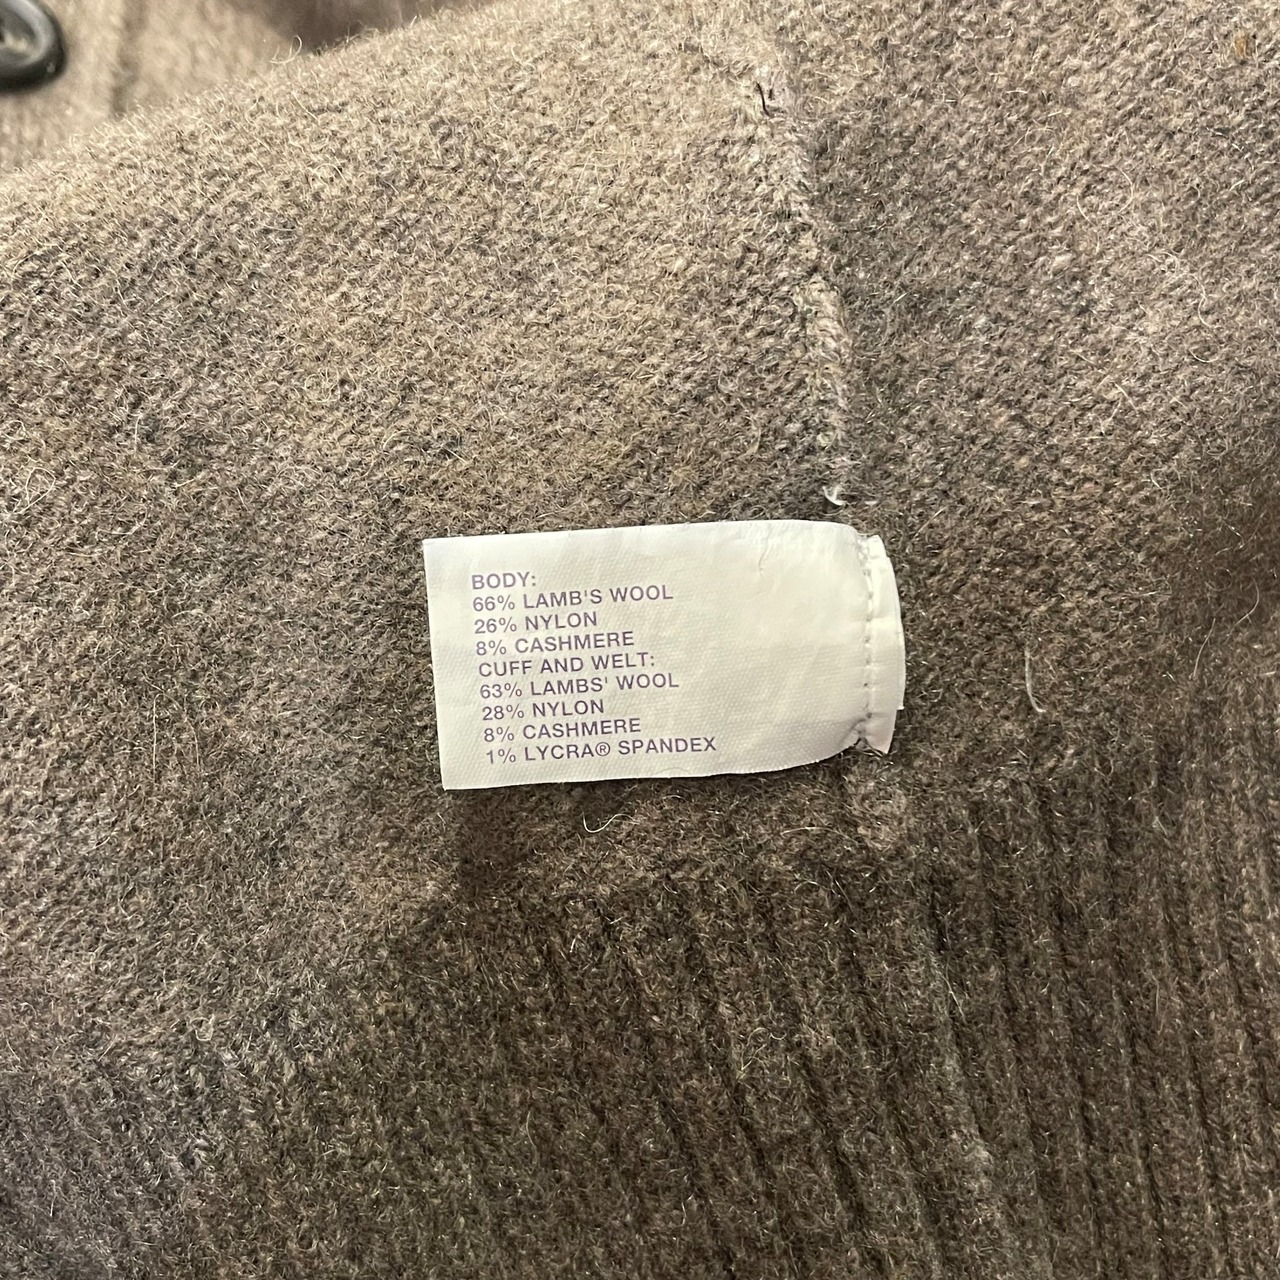 BODY:
66% LAMB'S WOOL
26% NYLON
8% CASHMERE
CUFF AND WELT:
63% LAMBS' WOOL
28% NYLON
8% CASHMERE
1% LYCRA® SPANDEX